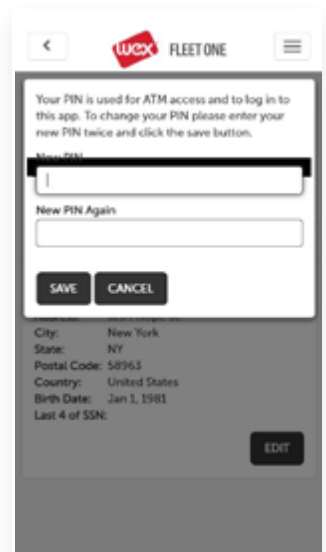 wex FLEET ONE
Your PIN is used for ATM access and to log in to
this app. To change your PIN please enter your
new PIN twice and click the save button.
New PIN
New PIN Again
SAVE CANCEL
City: New York
State: NY
Postal Code: 58963
Country: United States
Birth Date: Jan 1, 1981
Last 4 of SSN:
EDIT